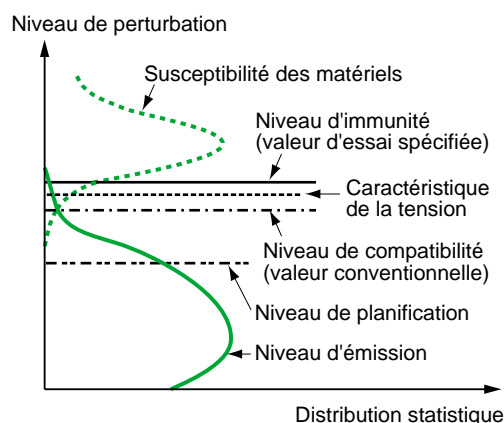 Niveau de perturbation
Susceptibilité des matériels
Niveau d'immunité
(valeur d'essai spécifiée)
Caractéristique
de la tension
Niveau de compatibilité
(valeur conventionnelle)
Niveau de planification
Niveau d'émission
Distribution statistique